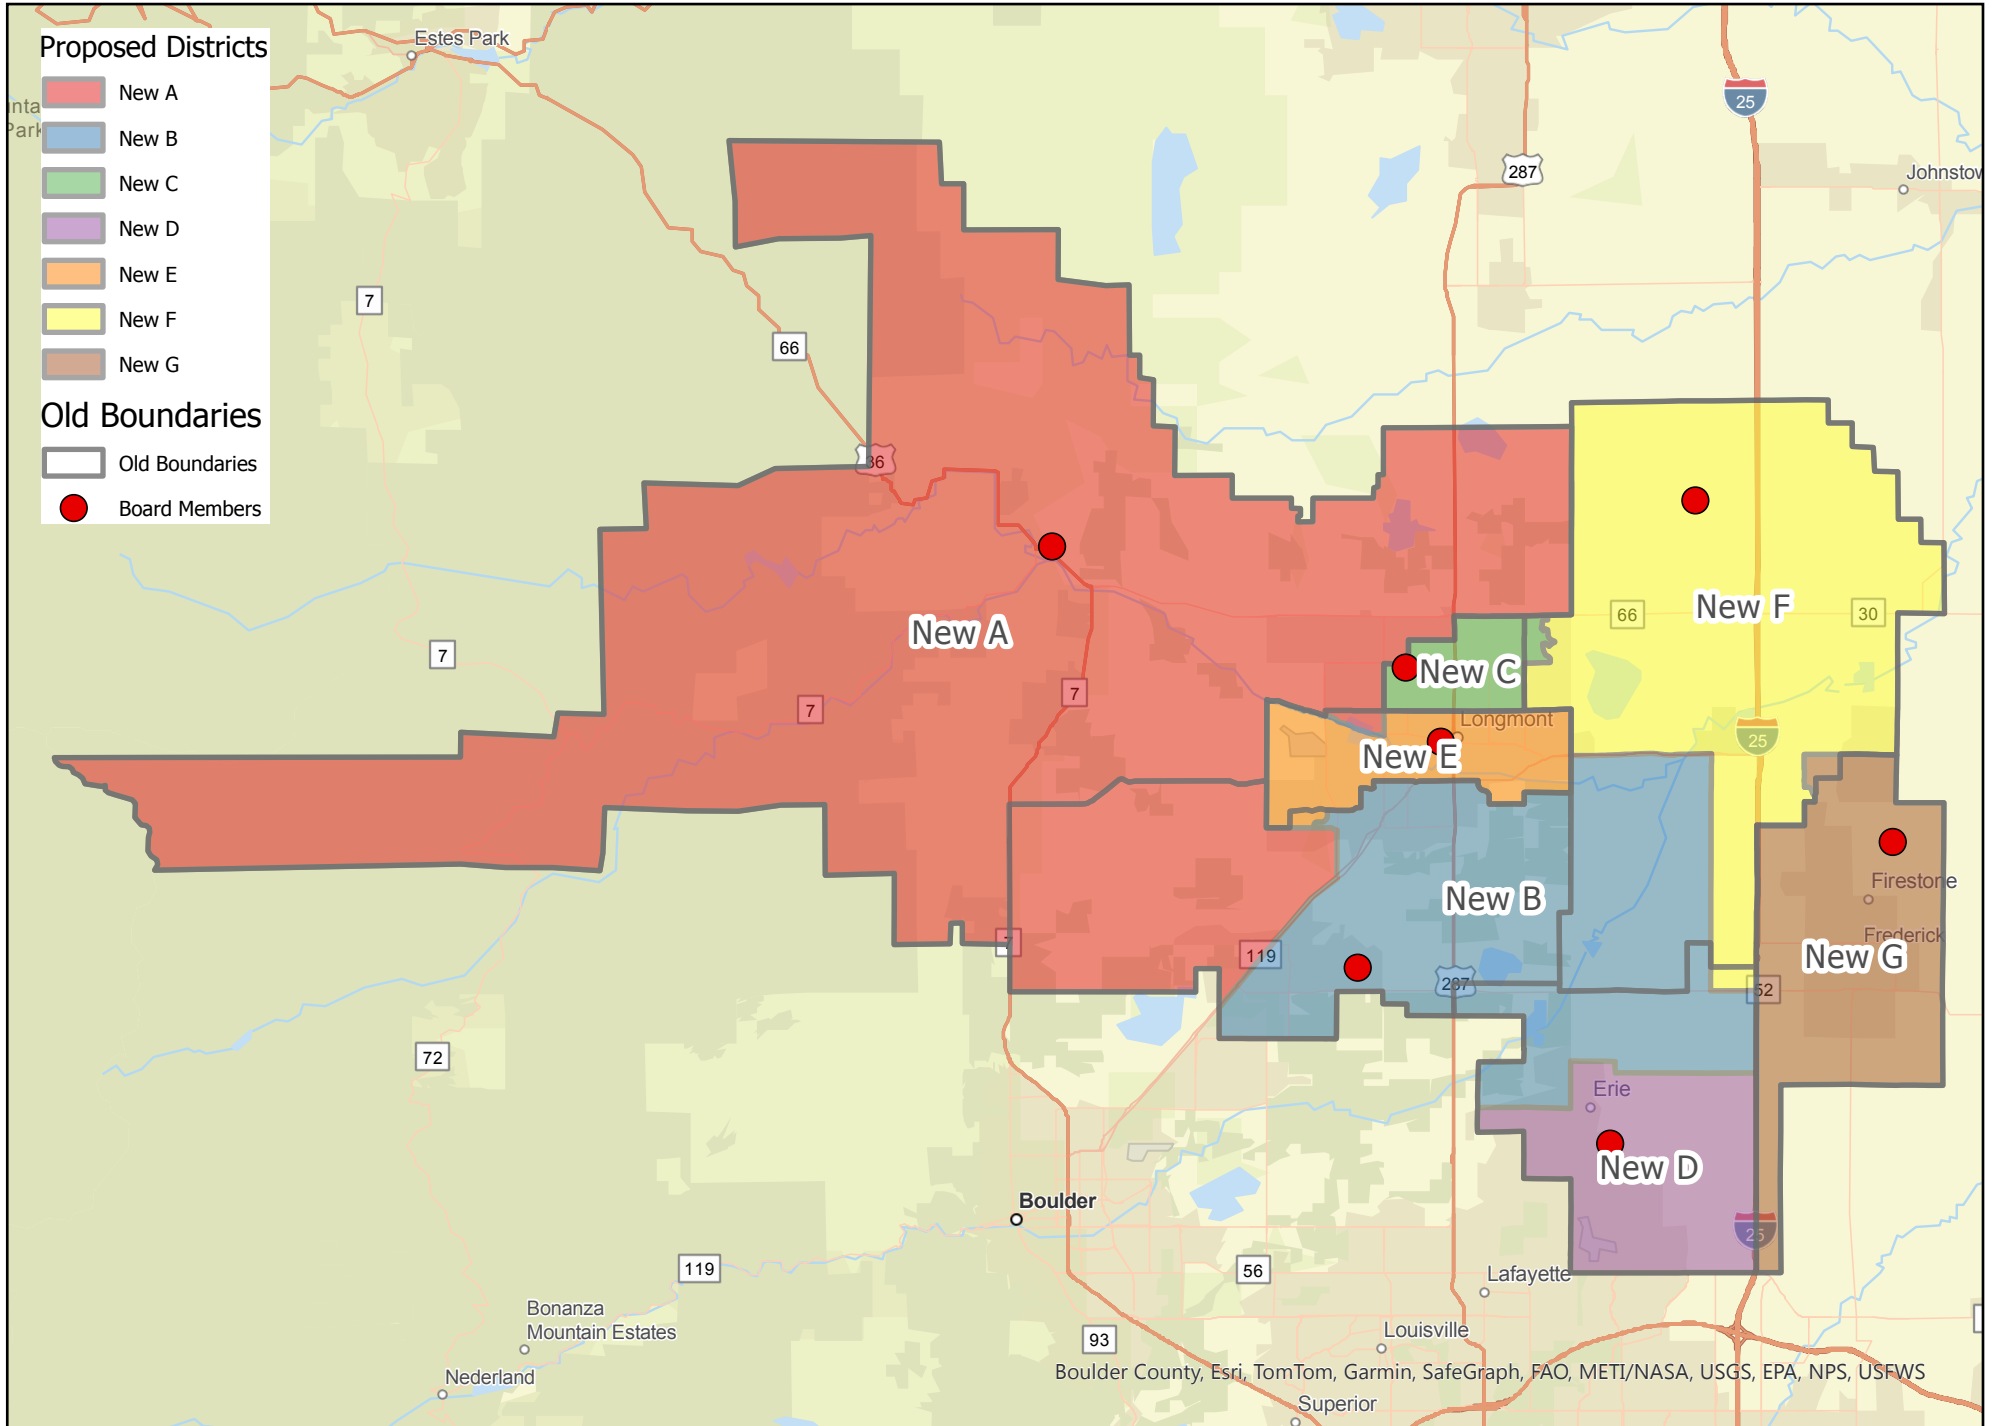 Proposed Districts
New A
New B
New C
New D
New E
New F
New G
Old Boundaries
Old Boundaries
Board Members
Estes Park
25
287
Johnstow
7
66
36
New F
66
30
New A
7
New C
7
7
Longmont
25
New E
Firestone
New B
Frederick
7
119
New G
287
52
72
Erie
New D
Boulder
25
119
56
Lafayette
Bonanza
Mountain Estates
93
Louisville
Nederland
Boulder County, Esri, TomTom, Garmin, SafeGraph, FAO, METI/NASA, USGS, EPA, NPS, USFWS
Superior